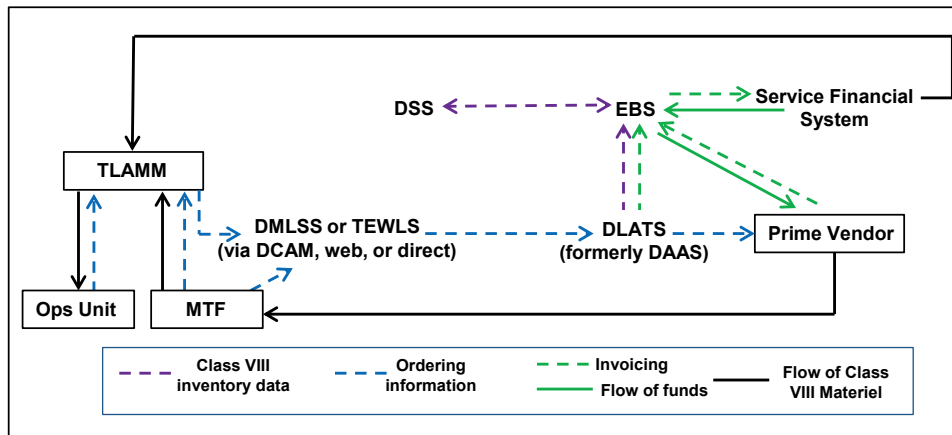 DSS
EBS
Service Financial
System
TLAMM
DMLSS or TEWLS
(via DCAM, web, or direct)
DLATS
(formerly DAAS)
Prime Vendor
Ops Unit
MTF
Class VIII
inventory data
Ordering
information
Invoicing
Flow of funds
Flow of Class
VIII Materiel